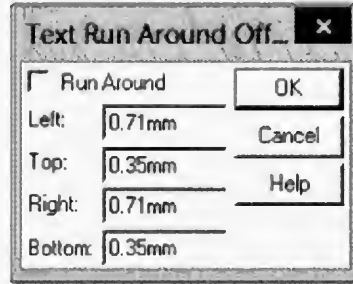 Text Run Around Off...
Run Around
Left: 0.71mm
Top: 0.35mm
Right: 0.71mm
Bottom: 0.35mm
OK
Cancel
Help